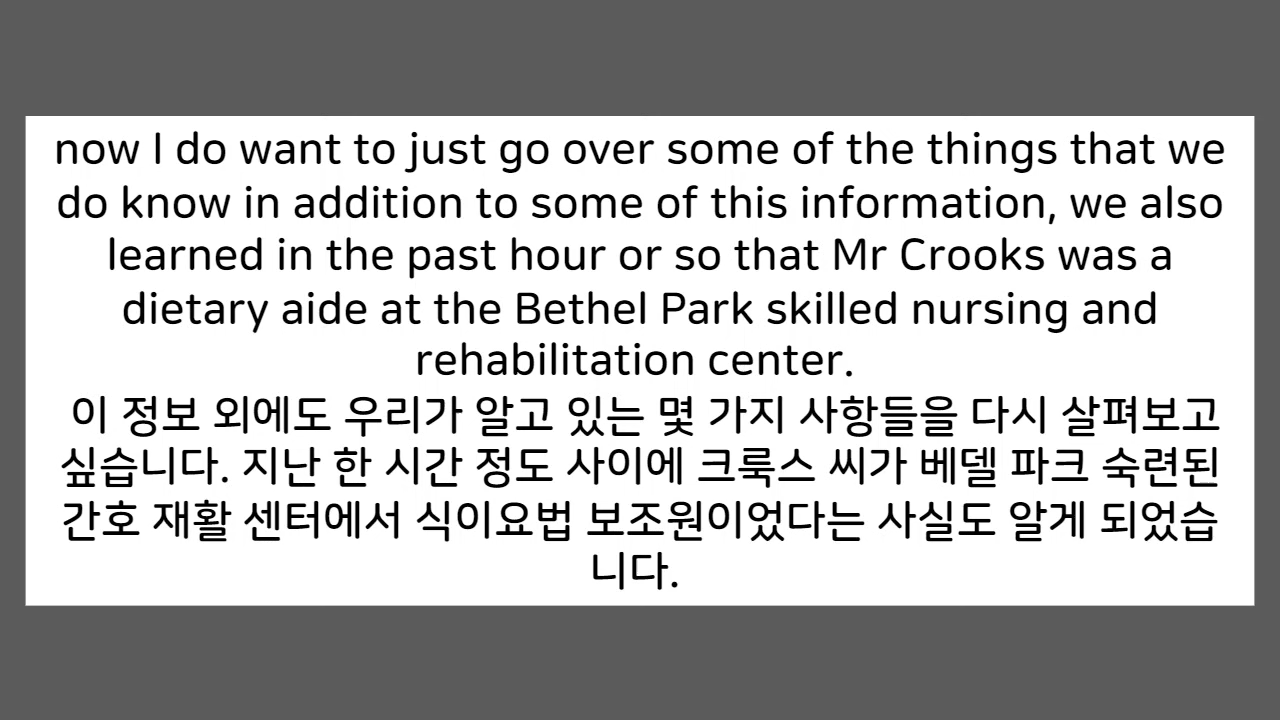 now I do want to just go over some of the things that we
do know in addition to some of this information, we also
learned in the past hour or so that Mr Crooks was a
dietary aide at the Bethel Park skilled nursing and
rehabilitation center.
이 정보 외에도 우리가 알고 있는 몇 가지 사항들을 다시 살펴보고
싶습니다. 지난 한 시간 정도 사이에 크룩스 씨가 베델 파크 숙련된
간호 재활 센터에서 식이요법 보조원이었다는 사실도 알게 되었습
니다.